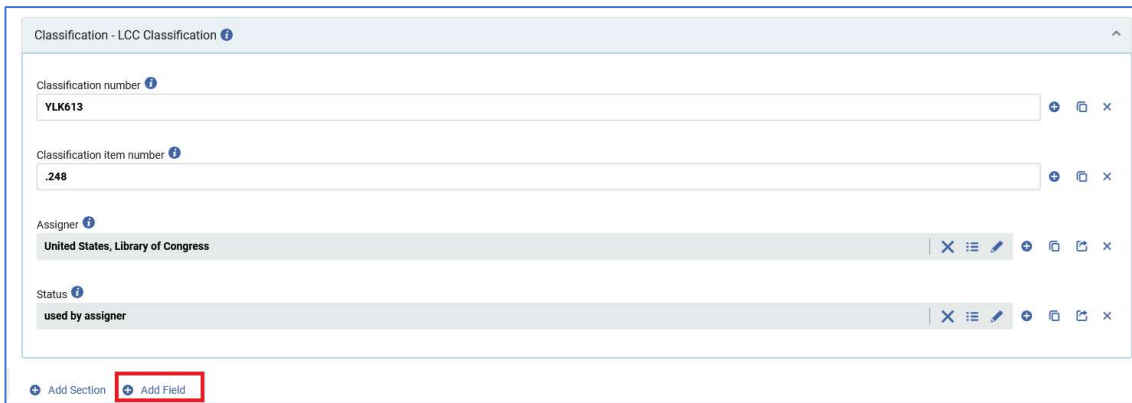 Classification - LCC Classification
Classification number
YLK613
Classification item number
.248
Assigner
United States, Library of Congress
Status
used by assigner
Add Section Add Field